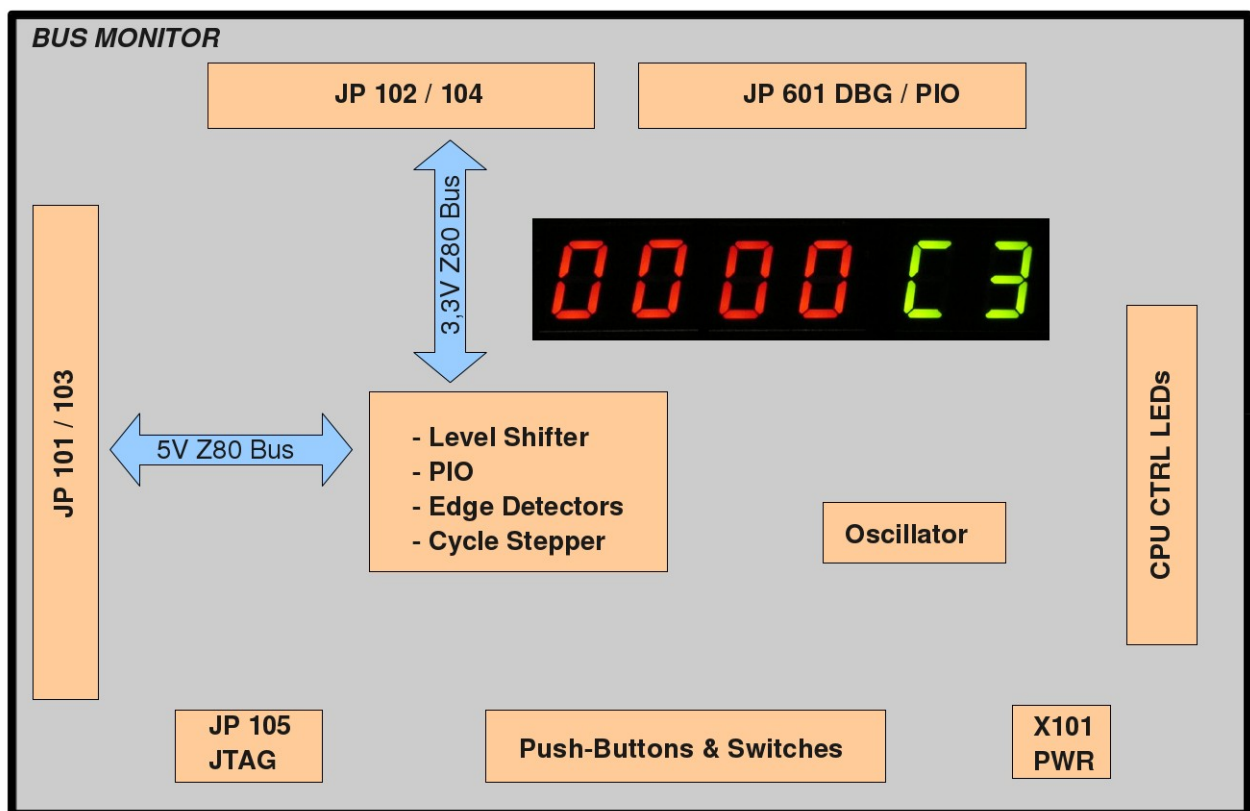 BUS MONITOR
JP 102 / 104
JP 601 DBG / PIO
3,3V Z80 Bus
0000 C3
JP 101 / 103
5V Z80 Bus
- Level Shifter
- PIO
- Edge Detectors
- Cycle Stepper
Oscillator
CPU CTRL LEDs
JP 105
JTAG
Push-Buttons & Switches
X101
PWR